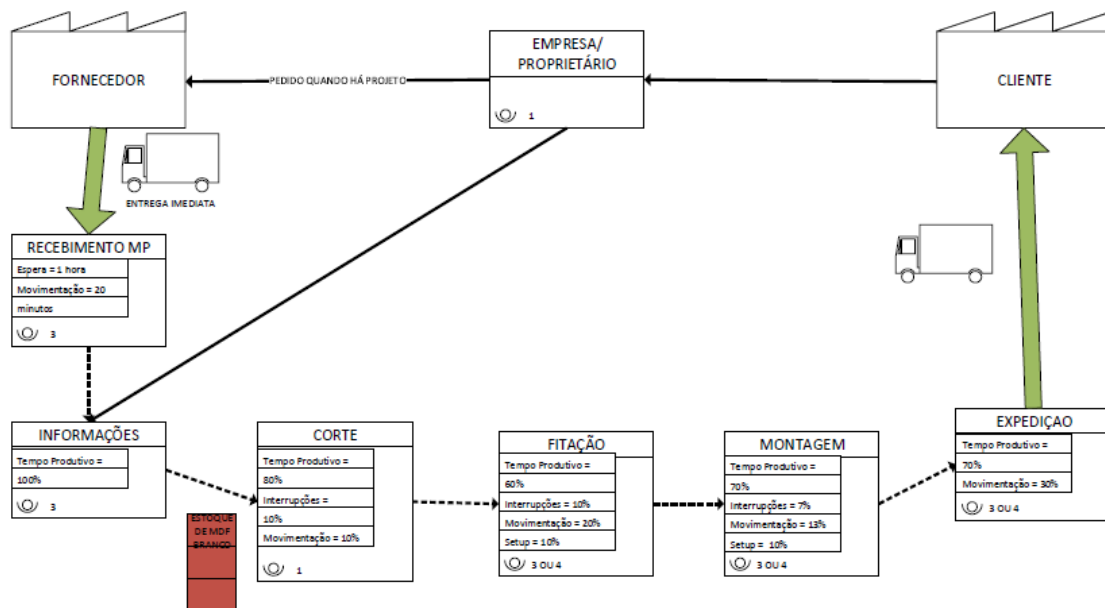 FORNECEDOR
PEDIDO QUANDO HÁ PROJETO
EMPRESA/
PROPRIETÁRIO
1
CLIENTE
ENTREGA IMEDIATA
RECEBIMENTO MP
Espera = 1 hora
Movimentação = 20
minutos
3
INFORMAÇÕES
Tempo Produtivo =
100%
3
ESTOQUE
DE MDF
BRANCO
CORTE
Tempo Produtivo =
80%
Interrupções =
10%
Movimentação = 10%
1
FITAÇÃO
Tempo Produtivo =
60%
Interrupções = 10%
Movimentação = 20%
Setup = 10%
3 OU 4
MONTAGEM
Tempo Produtivo =
70%
Interrupções = 7%
Movimentação = 13%
Setup = 10%
3 OU 4
EXPEDIÇAO
Tempo Produtivo =
70%
Movimentação = 30%
3 OU 4